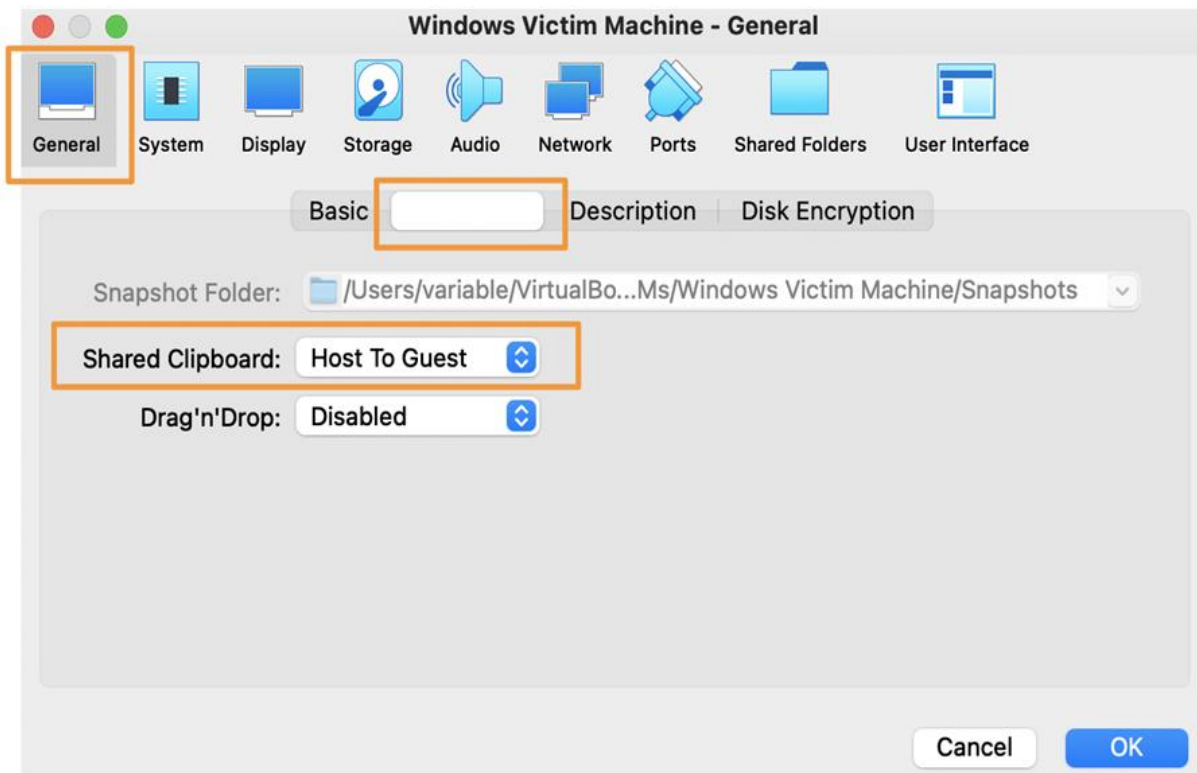 Windows Victim Machine - General
General System Display Storage Audio Network Ports Shared Folders User Interface
Basic Description Disk Encryption
Snapshot Folder: /Users/variable/VirtualBo...Ms/Windows Victim Machine/Snapshots
Shared Clipboard: Host To Guest
Drag'n'Drop: Disabled
Cancel OK